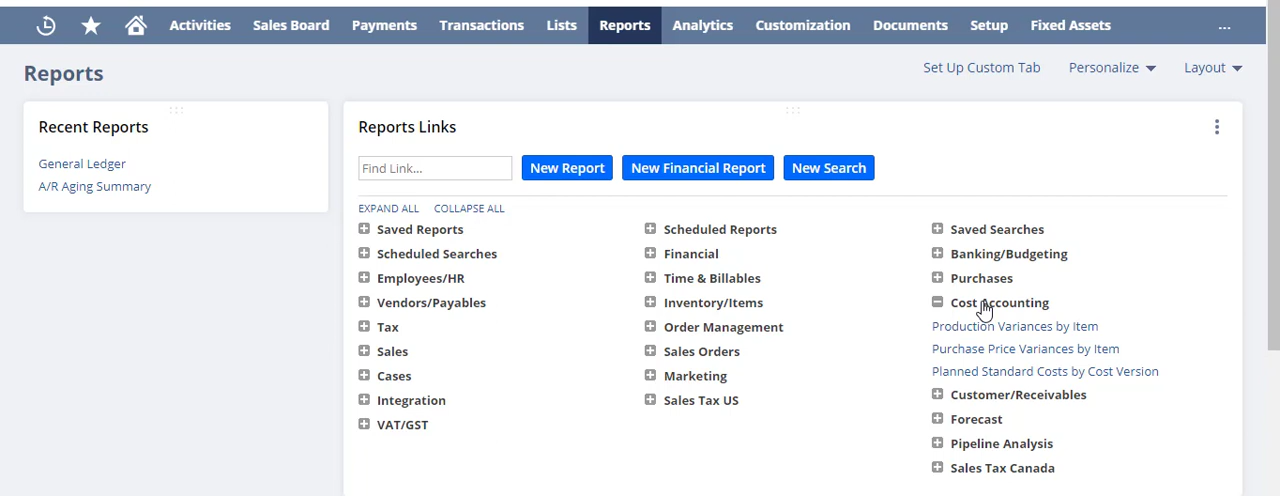 Activities Sales Board Payments Transactions Lists Reports Analytics Customization Documents Setup Fixed Assets ...
Reports
Set Up Custom Tab Personalize Layout
Recent Reports
General Ledger
A/R Aging Summary
Reports Links
Find Link... New Report New Financial Report New Search
EXPAND ALL COLLAPSE ALL
Saved Reports Scheduled Reports Saved Searches
Scheduled Searches Financial Banking/Budgeting
Employees/HR Time & Billables Purchases
Vendors/Payables Inventory/Items Cost Accounting
Tax Order Management Production Variances by Item
Sales Sales Orders Purchase Price Variances by Item
Cases Marketing Planned Standard Costs by Cost Version
Integration Sales Tax US Customer/Receivables
VAT/GST Forecast
Pipeline Analysis
Sales Tax Canada